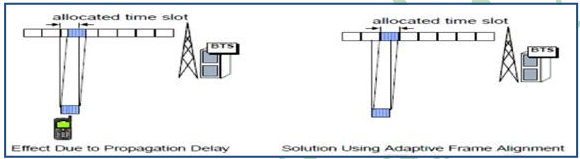 allocated time slot
BTS
Effect Due to Propagation Delay
allocated time slot
BTS
Solution Using Adaptive Frame Alignment